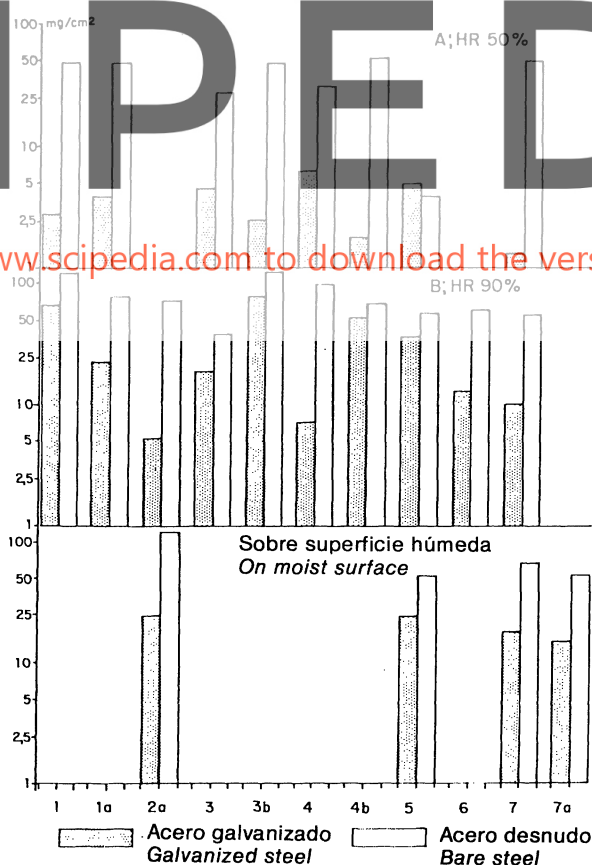 IPED
100 mg/cm2
A; HR 50%
50
25
10
5
2,5
ww.scipedia.com to download the vers
1
100
B; HR 90%
50
25
10
5
2,5
1
100
Sobre superficie húmeda
On moist surface
50
25
10
5
2,5
1
1 1a 2a 3 3b 4 4b 5 6 7 7a
Acero galvanizado
Galvanized steel
Acero desnudo
Bare steel